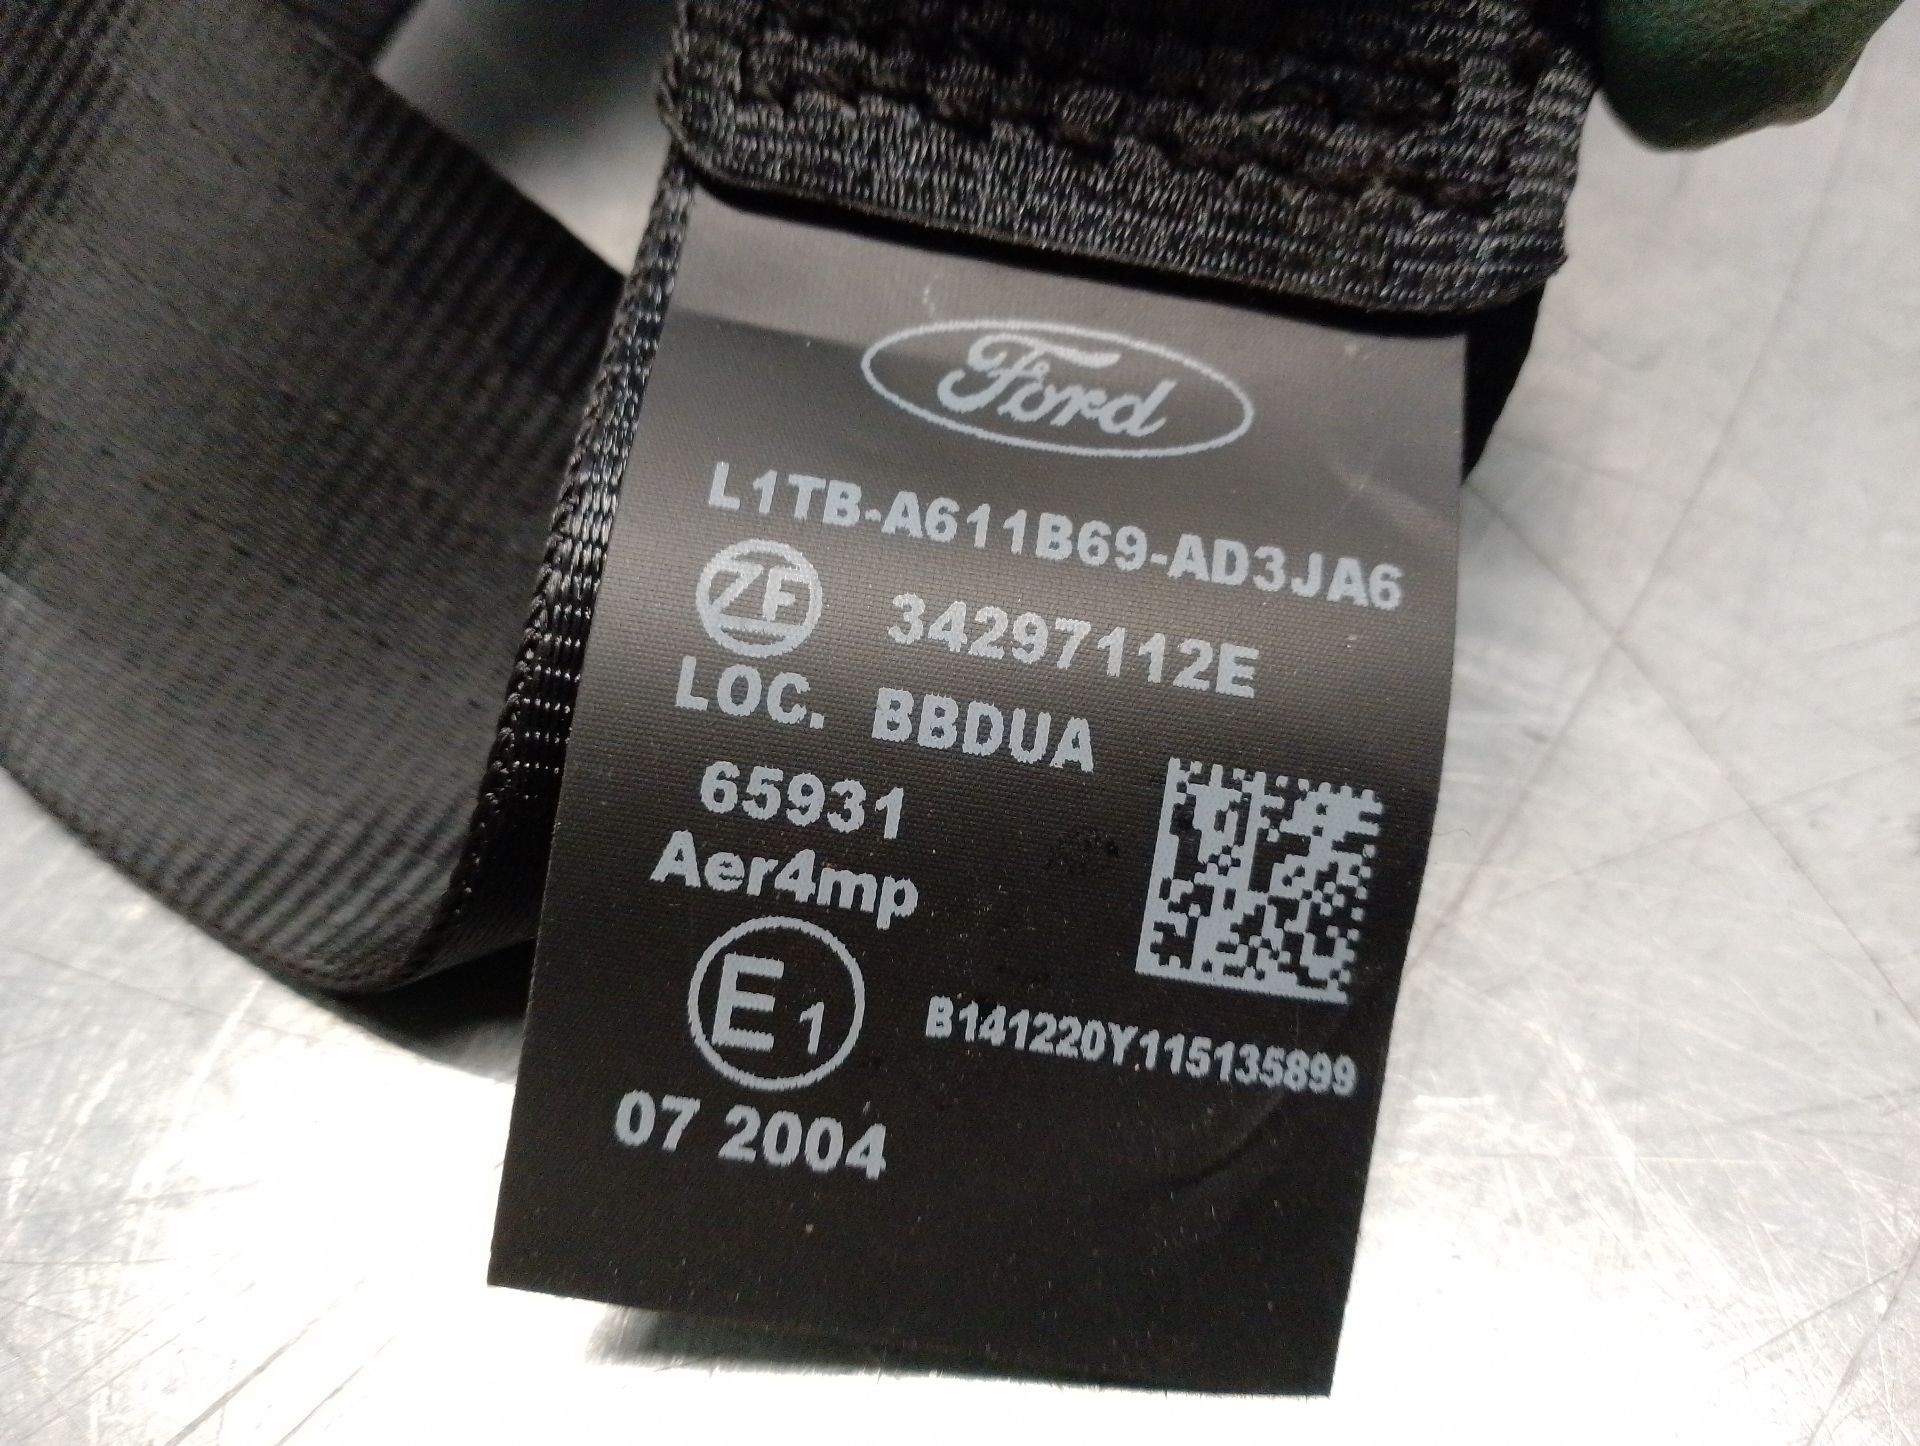 Ford
L1TB-A611B69-AD3JA6
ZF 34297112E
LOC. BBDUA
65931
Aer4mp
E1
B141220Y115135899
07 2004